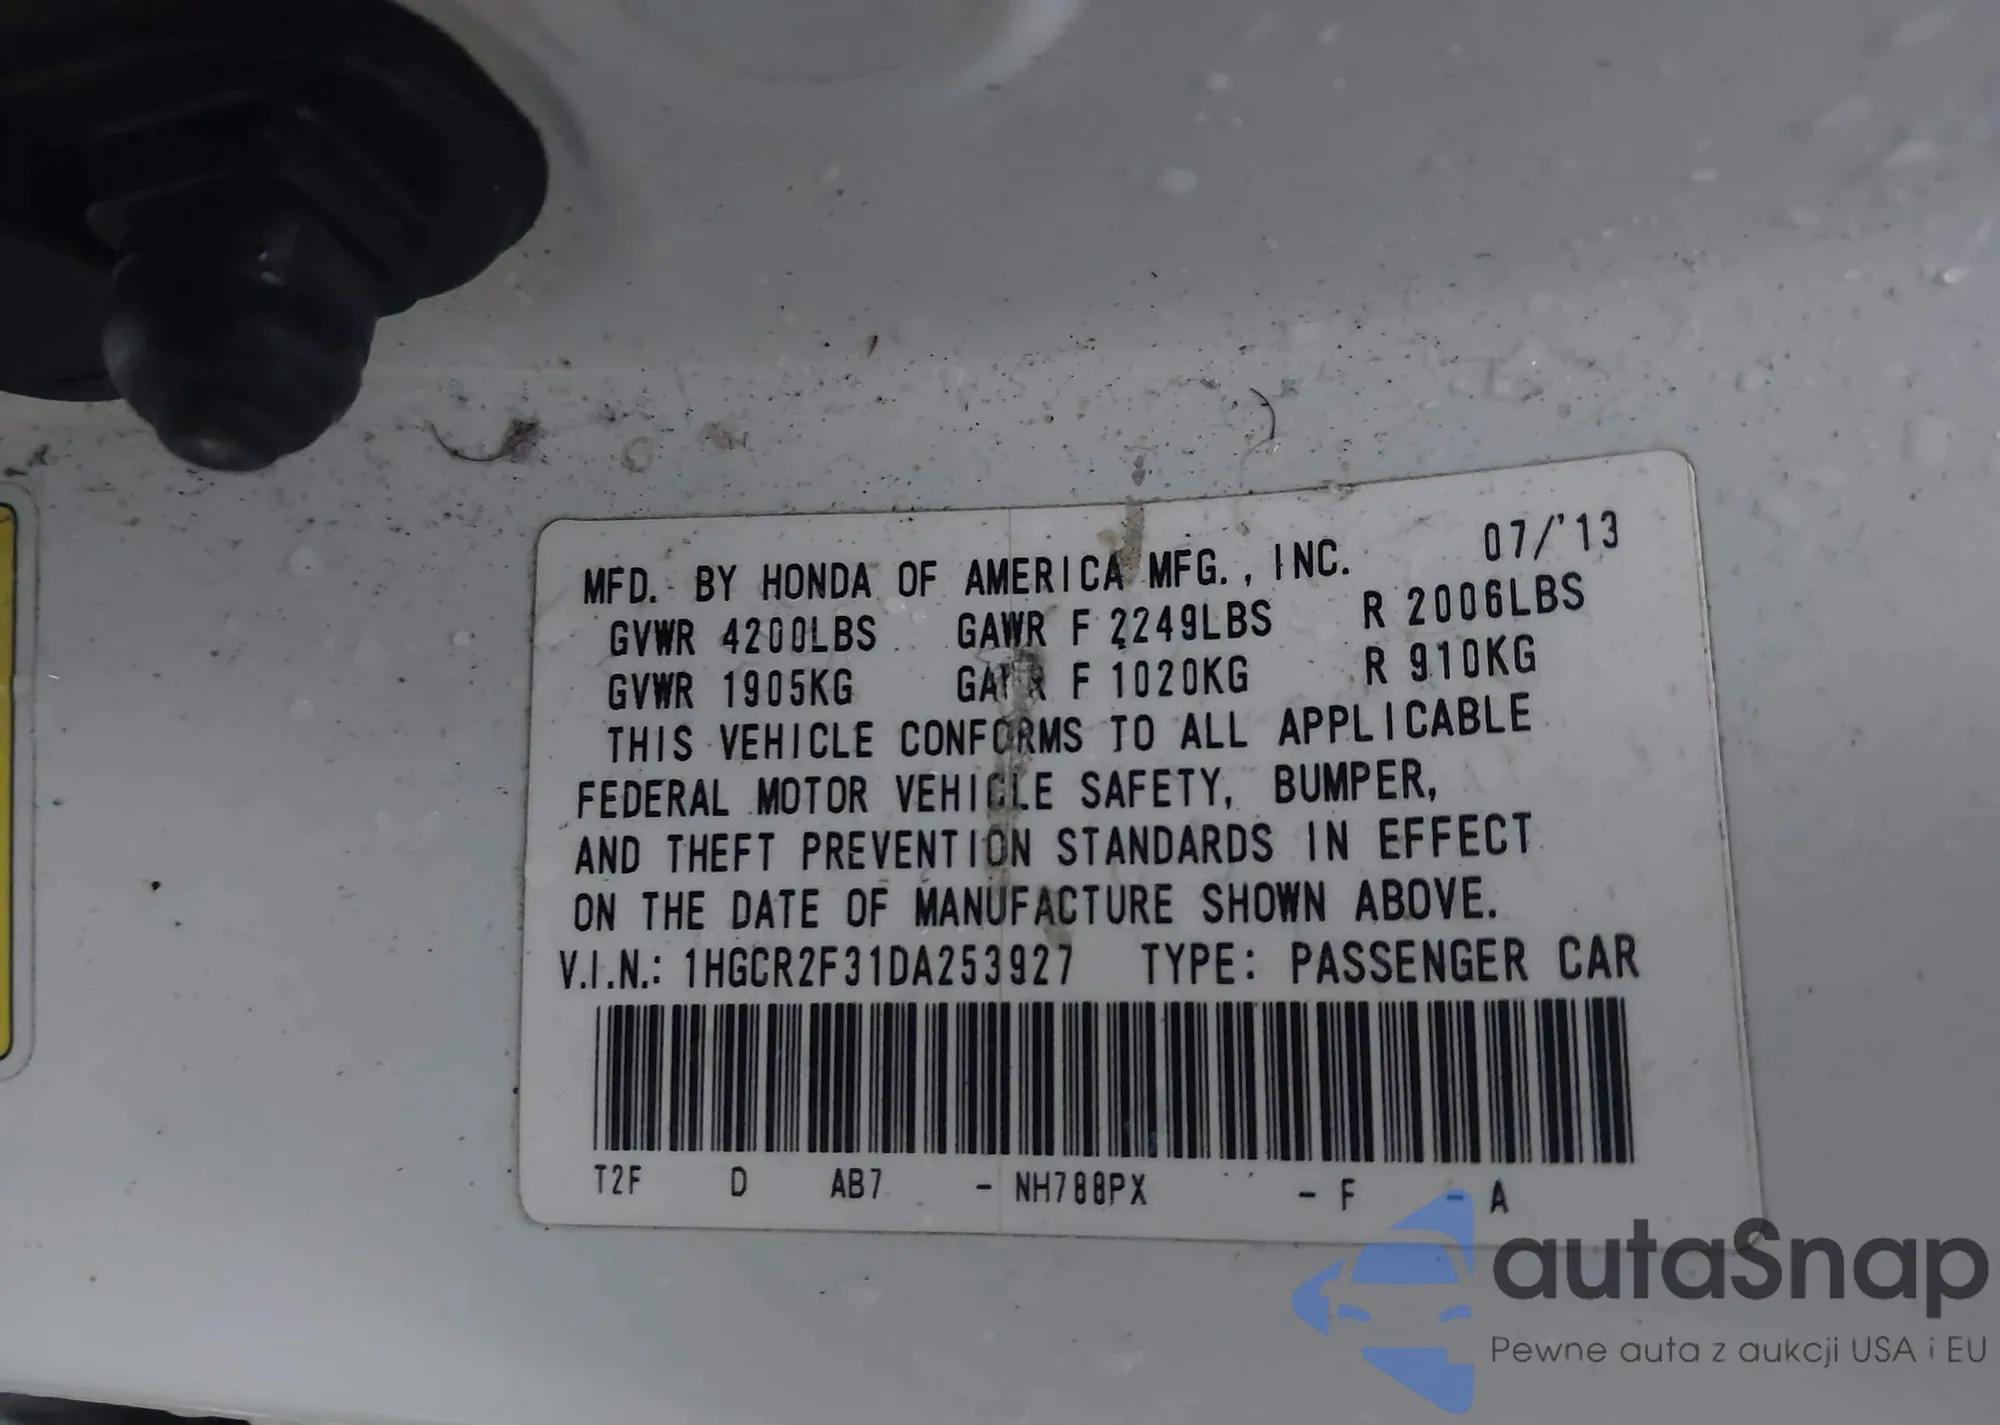 MFD. BY HONDA OF AMERICA MFG., INC. 07/'13
GVWR 4200LBS GAWR F 2249LBS R 2006LBS
GVWR 1905KG GAWR F 1020KG R 910KG
THIS VEHICLE CONFORMS TO ALL APPLICABLE
FEDERAL MOTOR VEHICLE SAFETY, BUMPER,
AND THEFT PREVENTION STANDARDS IN EFFECT
ON THE DATE OF MANUFACTURE SHOWN ABOVE.
V.I.N.: 1HGCR2F31DA253927 TYPE: PASSENGER CAR
T2F D AB7 - NH788PX - F - A
autaSnap
Pewne auta z aukcji USA i EU